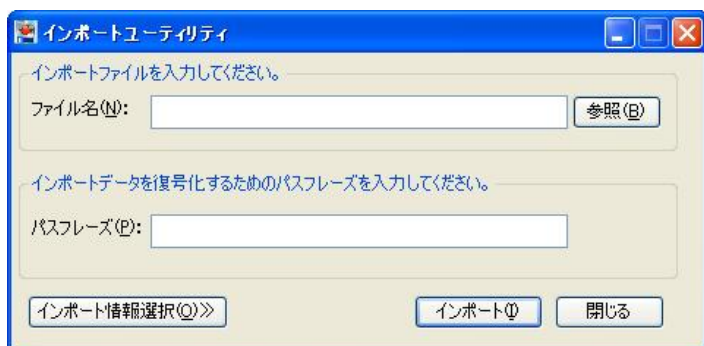 インポートユーティリティ
インポートファイルを入力してください。
ファイル名(N):
参照(B)
インポートデータを復号化するためのパスフレーズを入力してください。
パスフレーズ(P):
インポート情報選択(O)>>
インポート(I)
閉じる